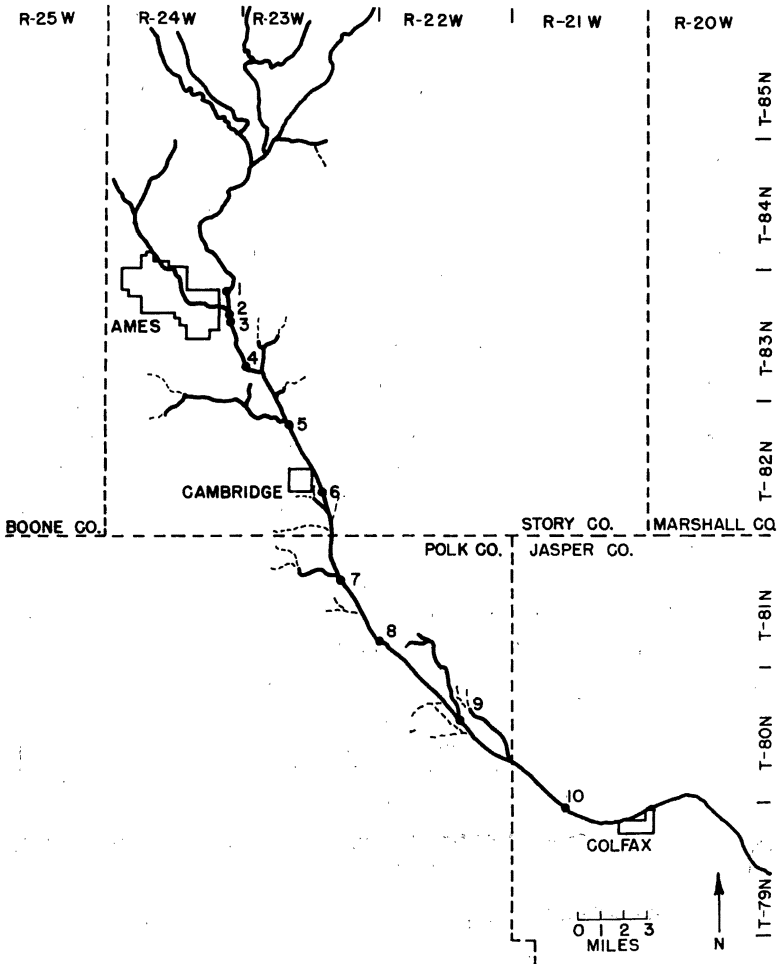 R-25W R-24W R-23W R-22W R-21W R-20W
T-85N
T-84N
AMES
1
2
3
T-83N
4
5
CAMBRIDGE
6
T-82N
BOONE CO. STORY CO. MARSHALL CO.
POLK CO. JASPER CO.
7
T-81N
8
9
T-80N
10
COLFAX
T-79N
0 1 2 3
MILES
N